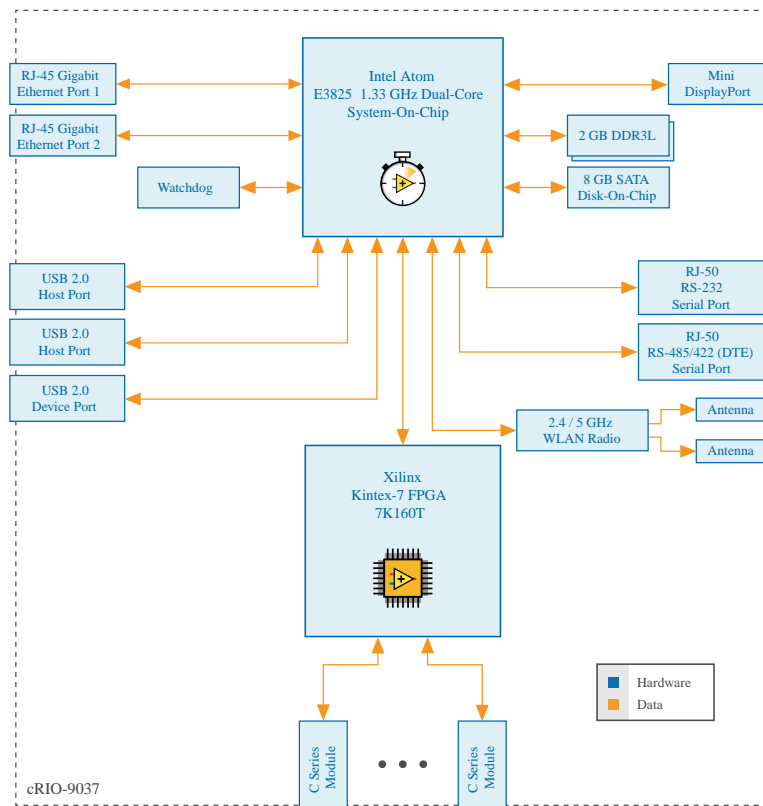 Intel Atom
E3825 1.33 GHz Dual-Core
System-On-Chip
RJ-45 Gigabit
Ethernet Port 1
RJ-45 Gigabit
Ethernet Port 2
Watchdog
Mini
DisplayPort
2 GB DDR3L
8 GB SATA
Disk-On-Chip
USB 2.0
Host Port
USB 2.0
Host Port
USB 2.0
Device Port
RJ-50
RS-232
Serial Port
RJ-50
RS-485/422 (DTE)
Serial Port
2.4 / 5 GHz
WLAN Radio
Antenna
Antenna
Xilinx
Kintex-7 FPGA
7K160T
C Series
Module
C Series
Module
Hardware
Data
cRIO-9037